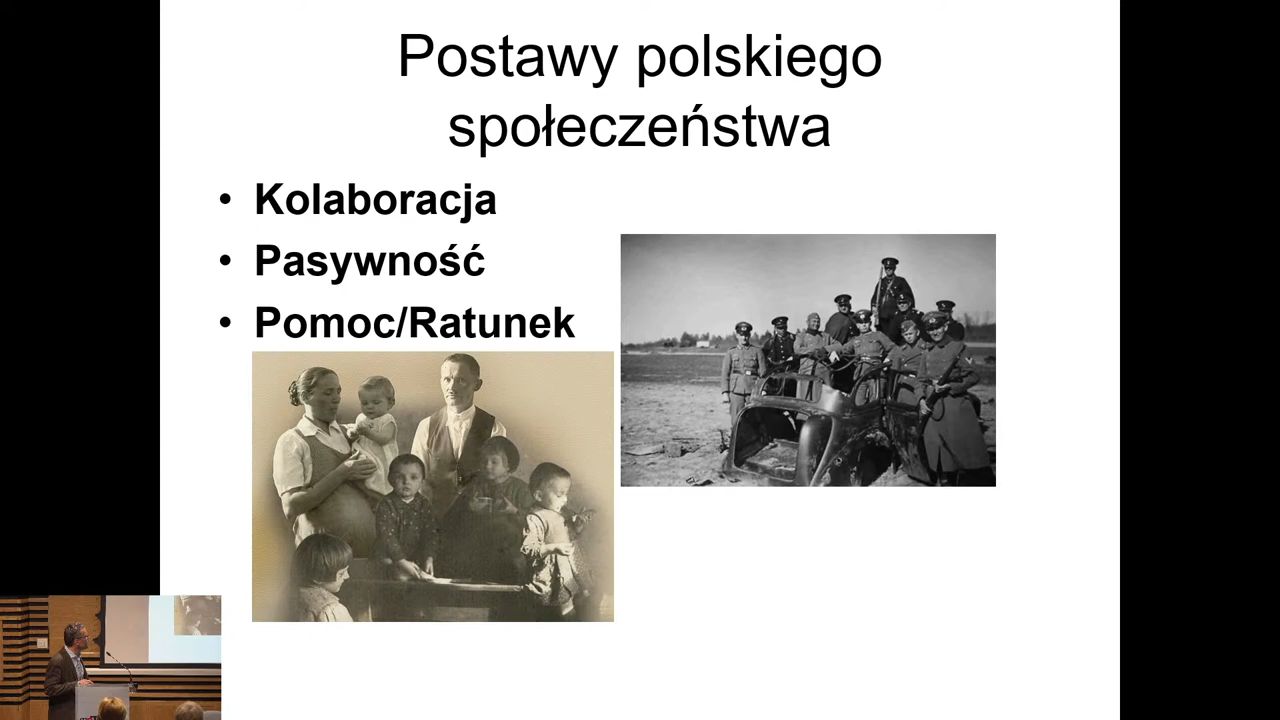 Postawy polskiego
społeczeństwa
• Kolaboracja
• Pasywność
• Pomoc/Ratunek